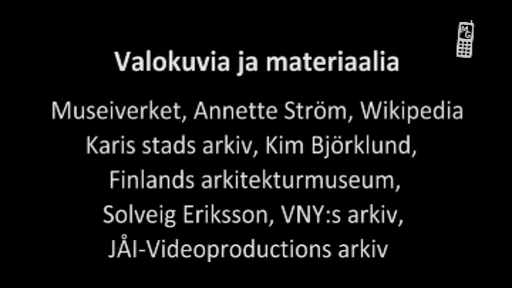 MG
Valokuvia ja materiaalia
Museiverket, Annette Ström, Wikipedia
Karis stads arkiv, Kim Björklund,
Finlands arkitekturmuseum,
Solveig Eriksson, VNY:s arkiv,
JÅI-Videoproductions arkiv